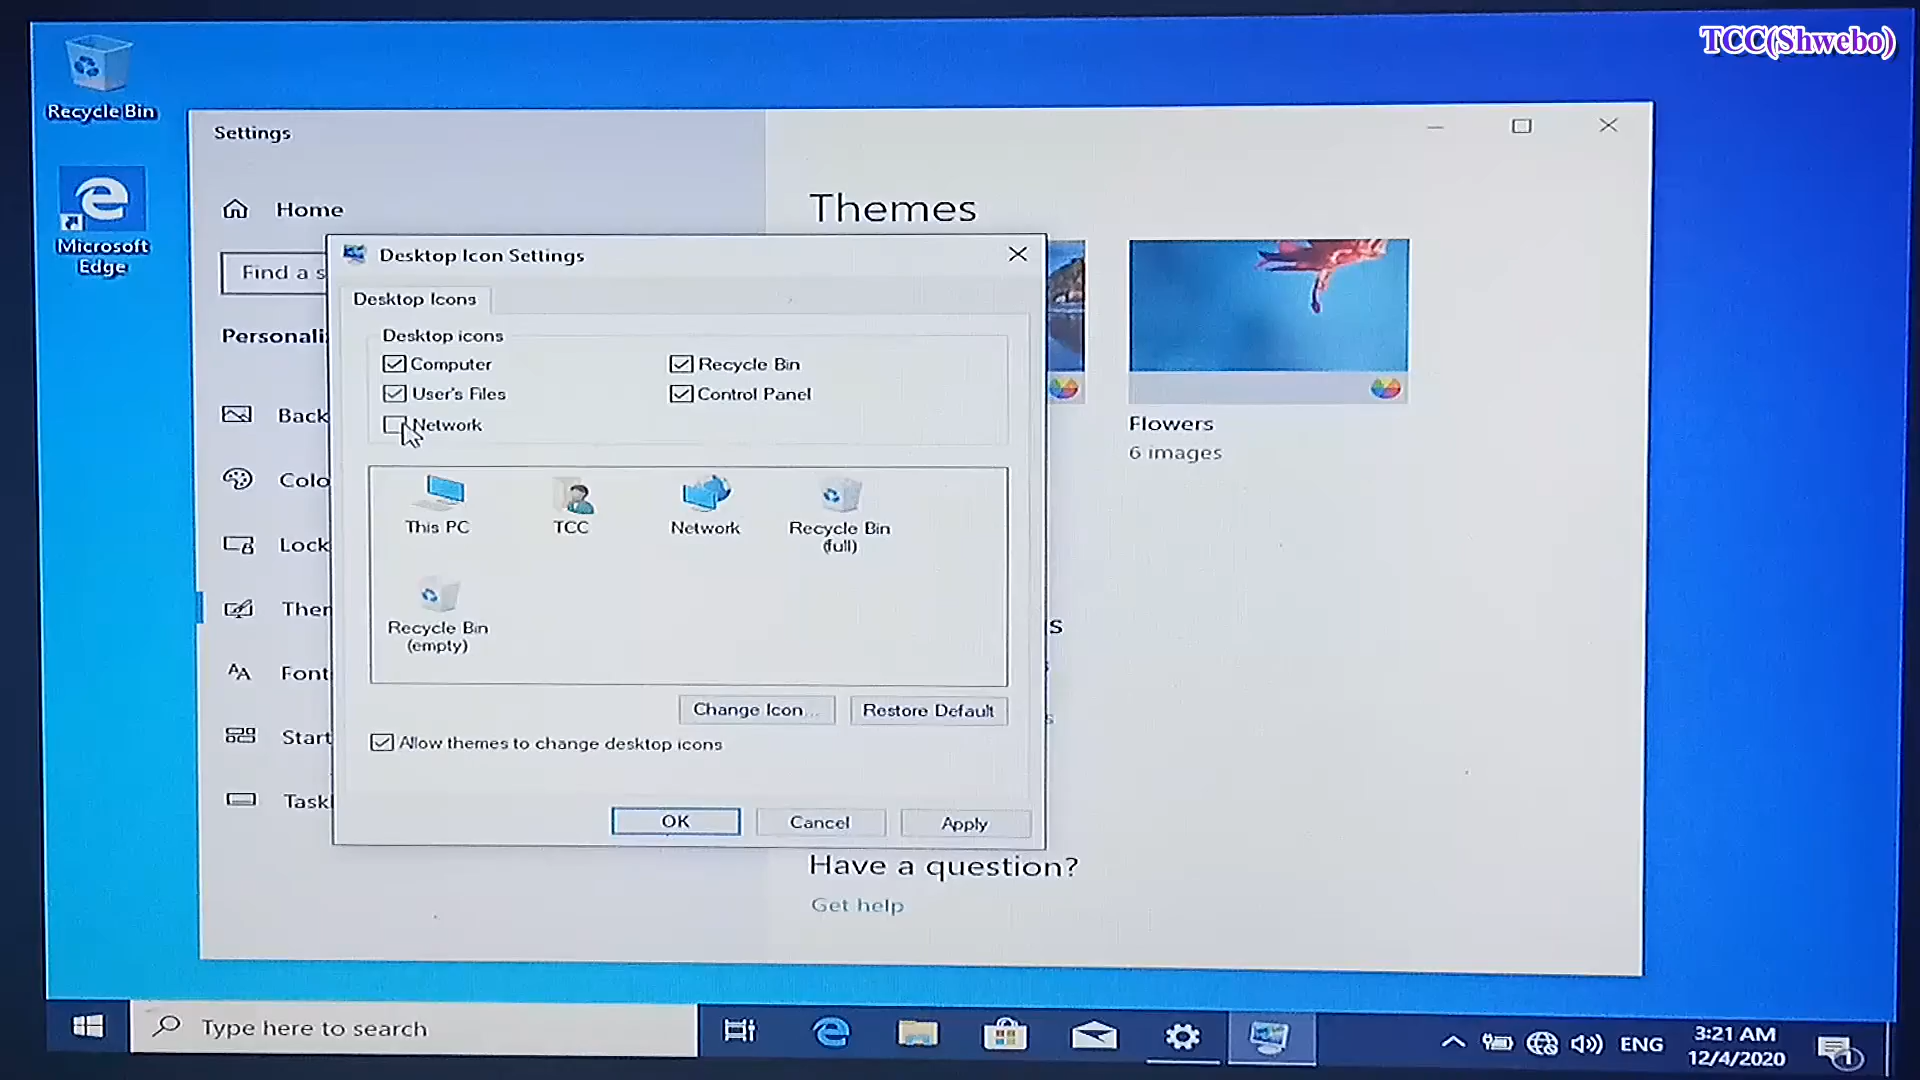 TCC(Shwebo)
Recycle Bin
Microsoft
Edge
Settings
Home
Find a s
Personali
Back
Colo
Lock
Then
Font
Start
Taskl
Themes
Flowers
6 images
s
s
s
Have a question?
Get help
Desktop Icon Settings
Desktop Icons
Desktop icons
Computer
Recycle Bin
User's Files
Control Panel
Network
This PC
TCC
Network
Recycle Bin
(full)
Recycle Bin
(empty)
Change Icon...
Restore Default
Allow themes to change desktop icons
OK
Cancel
Apply
Type here to search
ENG
3:21 AM
12/4/2020
1